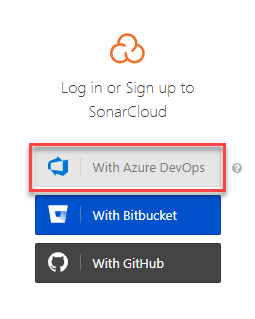 Log in or Sign up to
SonarCloud
With Azure DevOps
?
With Bitbucket
With GitHub